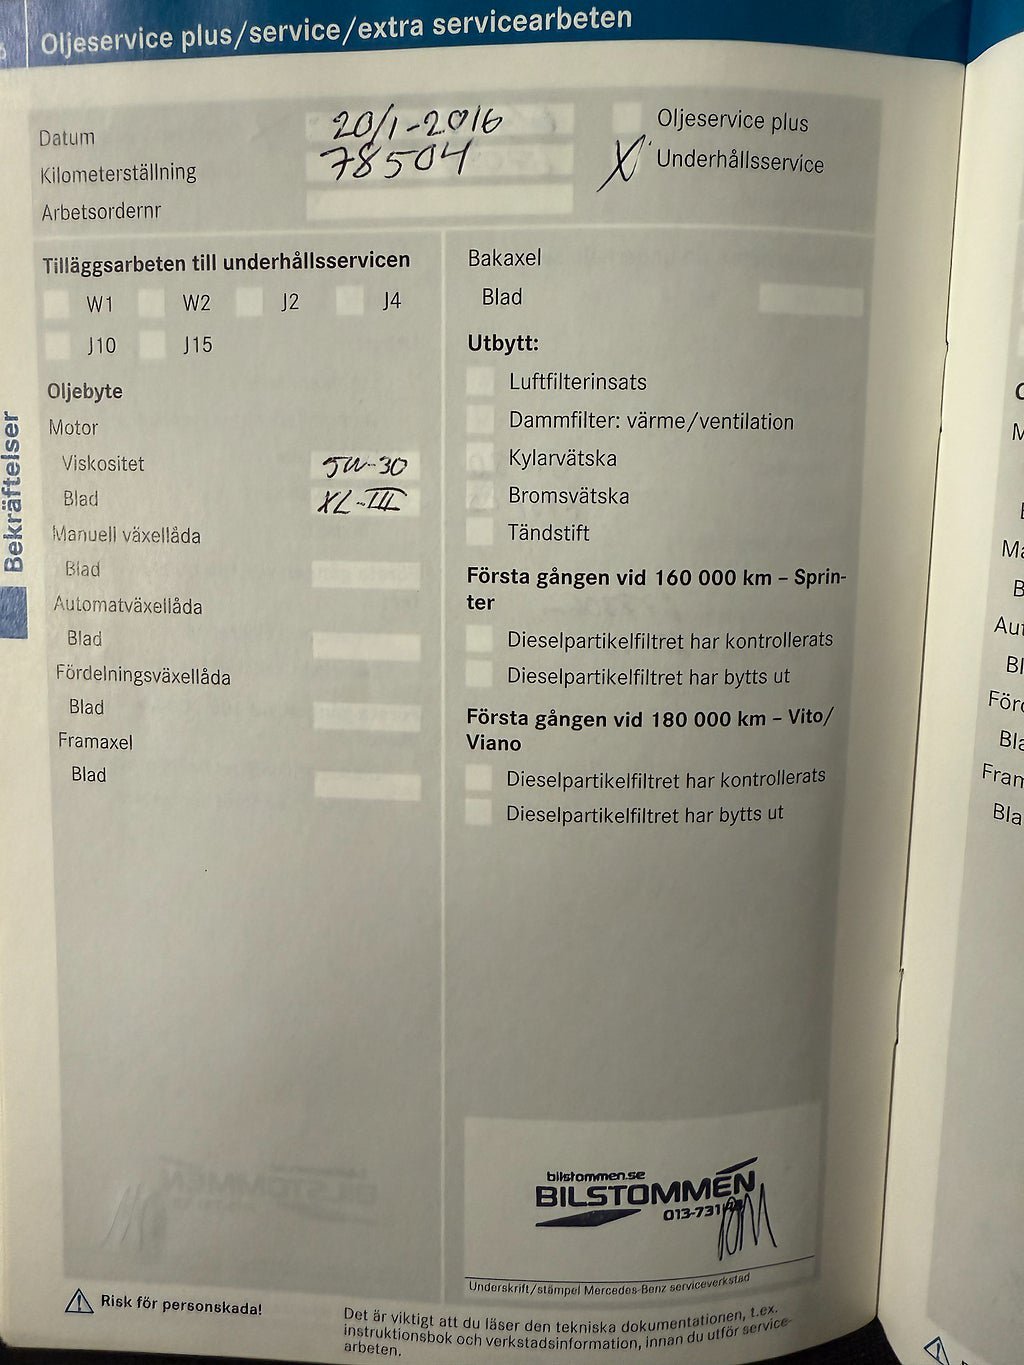 Oljeservice plus/service/extra servicearbeten
Datum 20/1-2016
Kilometerställning 78504
Arbetsordernr
Oljeservice plus
X Underhållsservice
Tilläggsarbeten till underhållsservicen
W1 W2 J2 J4
J10 J15
Oljebyte
Motor
Viskositet 5W-30
Blad XL-III
Manuell växellåda
Blad
Automatväxellåda
Blad
Fördelningsväxellåda
Blad
Framaxel
Blad
Bakaxel
Blad
Utbytt:
Luftfilterinsats
Dammfilter: värme/ventilation
Kylarvätska
Bromsvätska
Tändstift
Första gången vid 160 000 km – Sprin-
ter
Dieselpartikelfiltret har kontrollerats
Dieselpartikelfiltret har bytts ut
Första gången vid 180 000 km – Vito/
Viano
Dieselpartikelfiltret har kontrollerats
Dieselpartikelfiltret har bytts ut
bilstommen.se
BILSTOMMEN
Underskrift/stämpel Mercedes-Benz serviceverkstad
Risk för personskada!
Det är viktigt att du läser den tekniska dokumentationen, t.ex.
instruktionsbok och verkstadsinformation, innan du utför service-
arbeten.
Bekräftelser